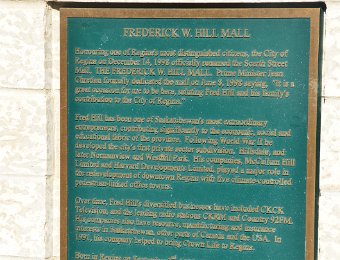 FREDERICK W. HILL MALL
Honouring one of Regina's most distinguished citizens, the City of
Regina on December 14, 1998 officially renamed the Scarth Street
Mall, THE FREDERICK W. HILL MALL. Prime Minister Jean
Chretien formally dedicated the mall on June 3, 1999 saying, "It is a
great occasion for me to be here, saluting Fred Hill and his family's
contribution to the City of Regina."
Fred Hill has been one of Saskatchewan's most extraordinary
entrepreneurs, contributing significantly to the economic, social and
educational fabric of the province. Following World War II he
developed the city's first private sector subdivision, Hillsdale, and
later Normanview and Westhill Park. His companies, McCallum Hill
Limited and Harvard Developments Limited, played a major role in
the redevelopment of downtown Regina with five climate-controlled
pedestrian-linked office towers.
Over time, Fred Hill's diversified businesses have included CKCK
Television, and the leading radio stations CKRM and Country 92FM.
His companies also have resource, manufacturing and insurance
interests in Saskatchewan, other parts of Canada and the USA. In
1991, his company helped to bring Crown Life to Regina.
Born in Regina on